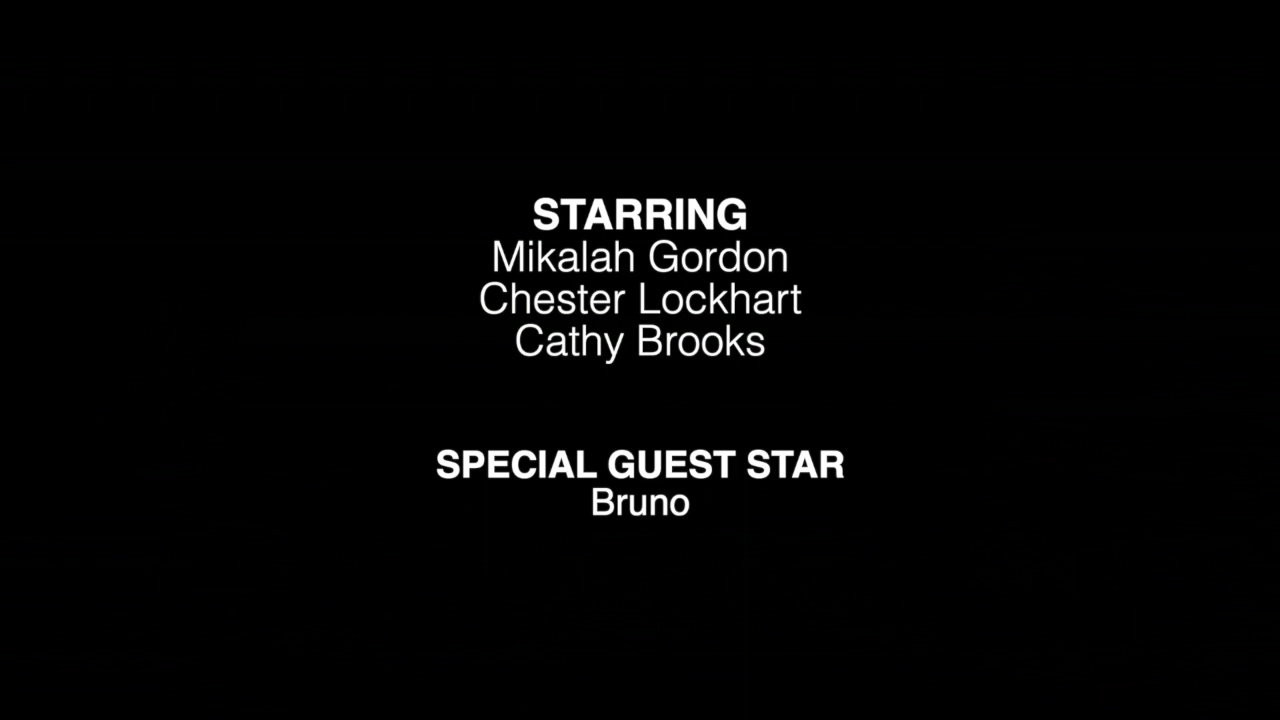 STARRING
Mikalah Gordon
Chester Lockhart
Cathy Brooks
SPECIAL GUEST STAR
Bruno